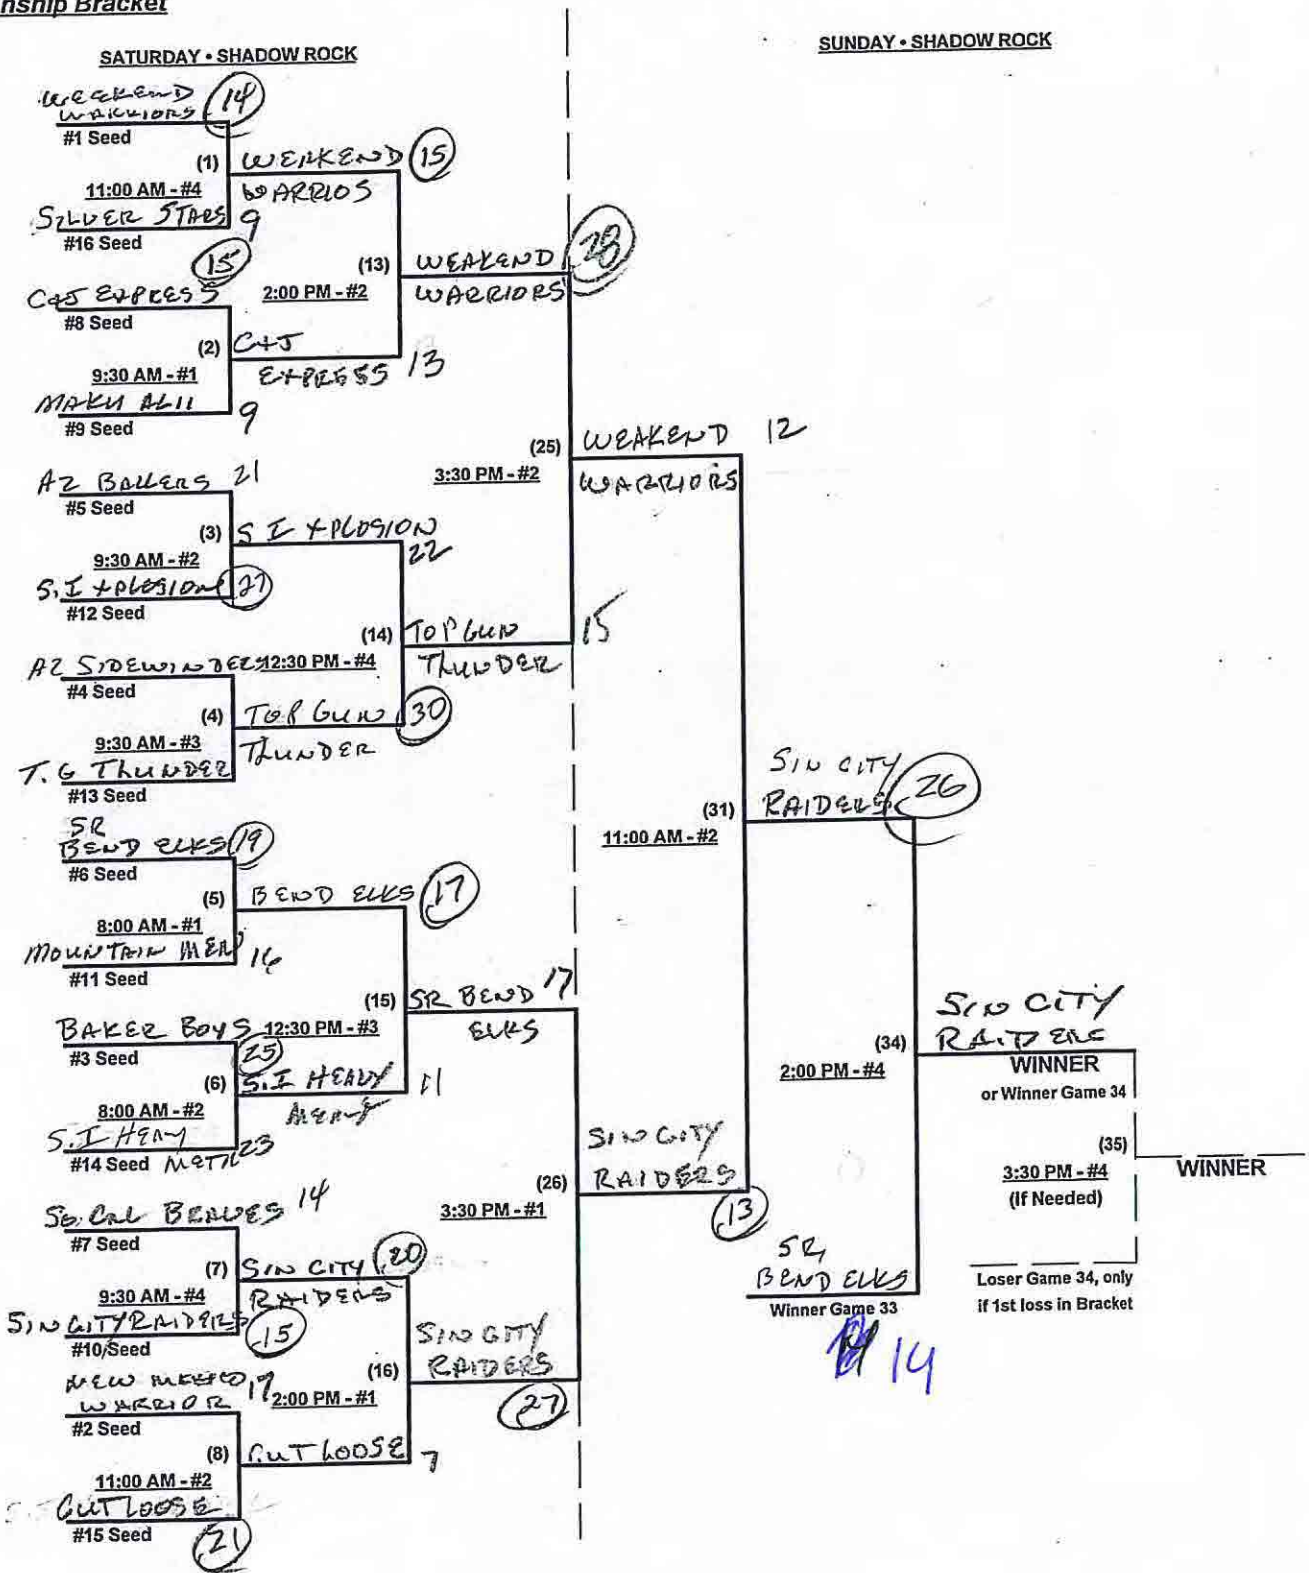 nship Bracket
SATURDAY • SHADOW ROCK
SUNDAY • SHADOW ROCK
WEEKEND
WARRIORS 14
#1 Seed
(1)
11:00 AM - #4
SILVER STARS 9
#16 Seed
WEAKEND 15
WARRIOS
15
C&J EXPRESS
#8 Seed
(2)
9:30 AM - #1
MAKU ALII 9
#9 Seed
(13)
2:00 PM - #2
C+J
EXPRESS 13
WEAKEND 28
WARRIORS
AZ BALLERS 21
#5 Seed
(3)
9:30 AM - #2
S.I XPLOSION 27
#12 Seed
S I XPLOSION
22
AZ SIDEWINDERS
#4 Seed
(4)
9:30 AM - #3
T.G THUNDER
#13 Seed
(14)
12:30 PM - #4
TOP GUN 30
THUNDER
TOP GUN 15
THUNDER
(25)
3:30 PM - #2
WEAKEND 12
WARRIORS
SR
BEND ELKS 19
#6 Seed
(5)
8:00 AM - #1
MOUNTAIN MEN 16
#11 Seed
BEND ELKS 17
BAKER BOYS
#3 Seed
25
(6)
8:00 AM - #2
S.I HEAVY
#14 Seed METL 23
(15)
12:30 PM - #3
S.I HEAVY 11
SR BEND 17
ELKS
So. CAL BRAVES 14
#7 Seed
(7)
9:30 AM - #4
SIN CITY RAIDERS 15
#10 Seed
SIN CITY 20
RAIDERS
NEW MEXICO 17
WARRIOR
#2 Seed
(8)
11:00 AM - #2
CUT LOOSE
#15 Seed 21
(16)
2:00 PM - #1
CUT LOOSE 7
SIN CITY
RAIDERS
27
(26)
3:30 PM - #1
SIN CITY
RAIDERS
13
(31)
11:00 AM - #2
SIN CITY
RAIDERS 26
(34)
2:00 PM - #4
SR,
BEND ELKS
Winner Game 33
14
SIN CITY
RAIDERS
WINNER
or Winner Game 34
(35)
3:30 PM - #4
(If Needed)
WINNER
Loser Game 34, only
if 1st loss in Bracket